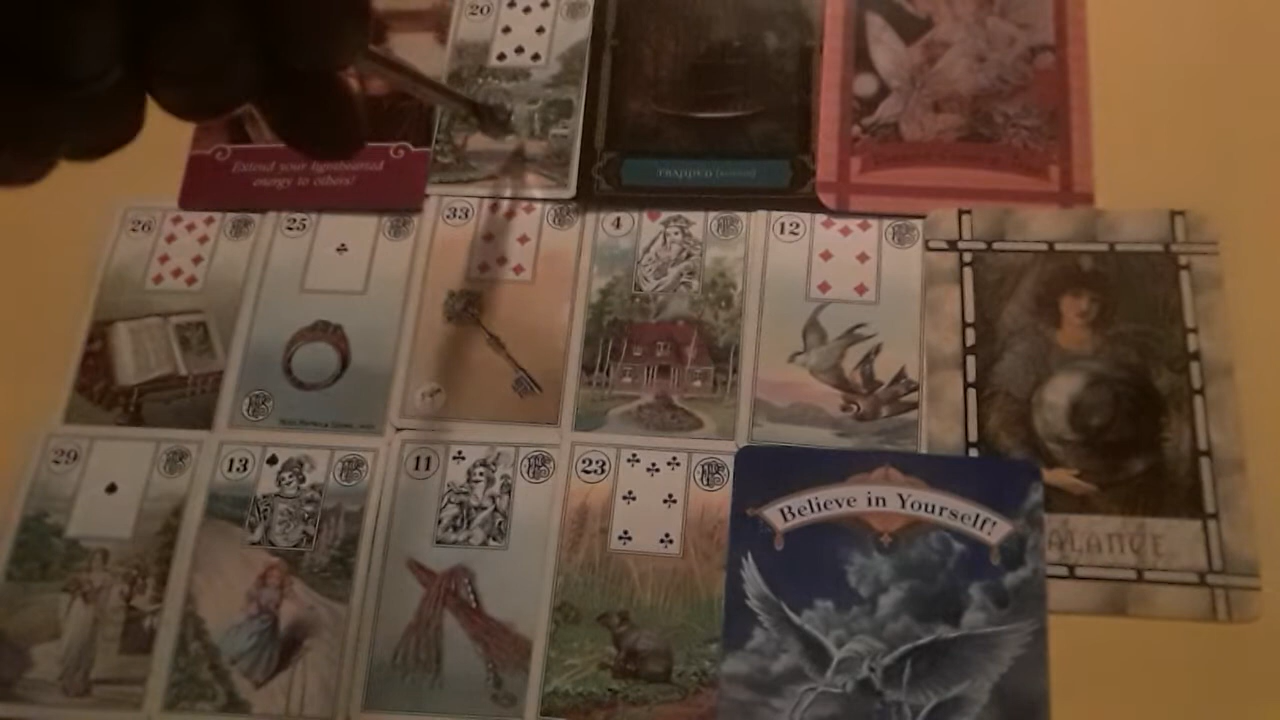 20
Extend your lighthearted
energy to others!
TRAPPED
26
25
33
4
12
29
13
11
23
Believe in Yourself!
ALANCE